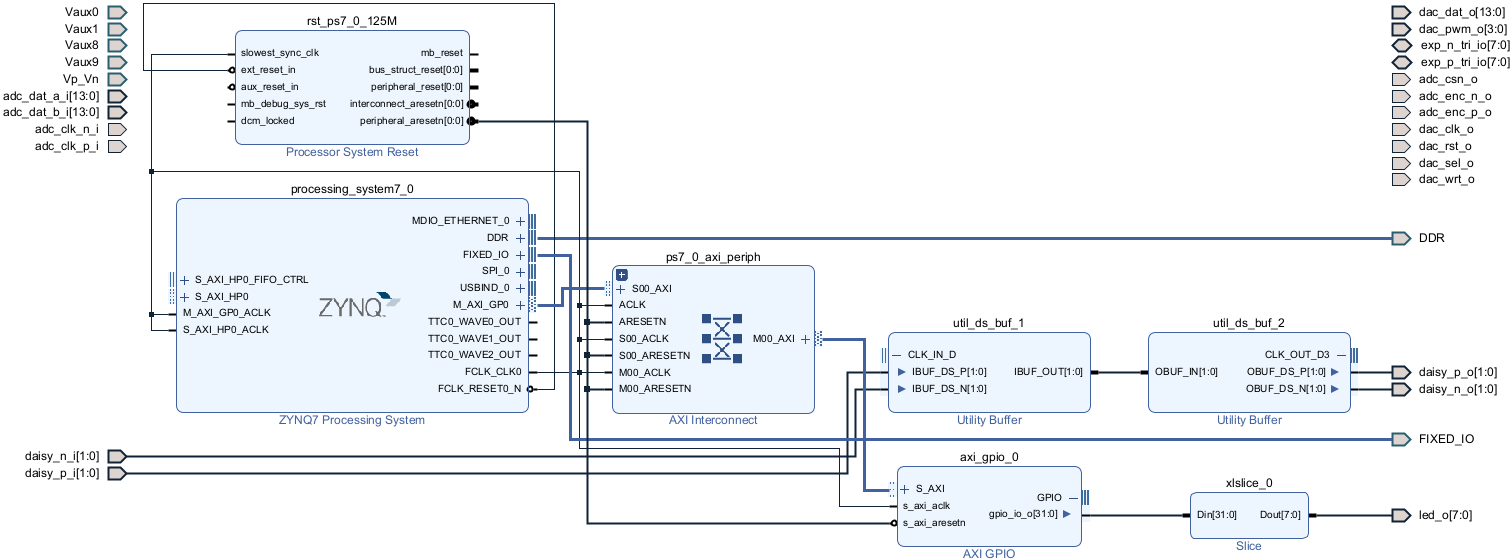 Vaux0
Vaux1
Vaux8
Vaux9
Vp_Vn
adc_dat_a_i[13:0]
adc_dat_b_i[13:0]
adc_clk_n_i
adc_clk_p_i
rst_ps7_0_125M
slowest_sync_clk
ext_reset_in
aux_reset_in
mb_debug_sys_rst
dcm_locked
mb_reset
bus_struct_reset[0:0]
peripheral_reset[0:0]
interconnect_aresetn[0:0]
peripheral_aresetn[0:0]
Processor System Reset
dac_dat_o[13:0]
dac_pwm_o[3:0]
exp_n_tri_io[7:0]
exp_p_tri_io[7:0]
adc_csn_o
adc_enc_n_o
adc_enc_p_o
dac_clk_o
dac_rst_o
dac_sel_o
dac_wrt_o
processing_system7_0
S_AXI_HP0_FIFO_CTRL
S_AXI_HP0
M_AXI_GP0_ACLK
S_AXI_HP0_ACLK
ZYNQ
MDIO_ETHERNET_0
DDR
FIXED_IO
SPI_0
USBIND_0
M_AXI_GP0
TTC0_WAVE0_OUT
TTC0_WAVE1_OUT
TTC0_WAVE2_OUT
FCLK_CLK0
FCLK_RESET0_N
ZYNQ7 Processing System
ps7_0_axi_periph
S00_AXI
ACLK
ARESETN
S00_ACLK
S00_ARESETN
M00_ACLK
M00_ARESETN
M00_AXI
AXI Interconnect
util_ds_buf_1
CLK_IN_D
IBUF_DS_P[1:0]
IBUF_DS_N[1:0]
IBUF_OUT[1:0]
Utility Buffer
util_ds_buf_2
OBUF_IN[1:0]
CLK_OUT_D3
OBUF_DS_P[1:0]
OBUF_DS_N[1:0]
Utility Buffer
DDR
daisy_p_o[1:0]
daisy_n_o[1:0]
FIXED_IO
daisy_n_i[1:0]
daisy_p_i[1:0]
axi_gpio_0
S_AXI
s_axi_aclk
s_axi_aresetn
GPIO
gpio_io_o[31:0]
AXI GPIO
xlslice_0
Din[31:0]
Dout[7:0]
Slice
led_o[7:0]